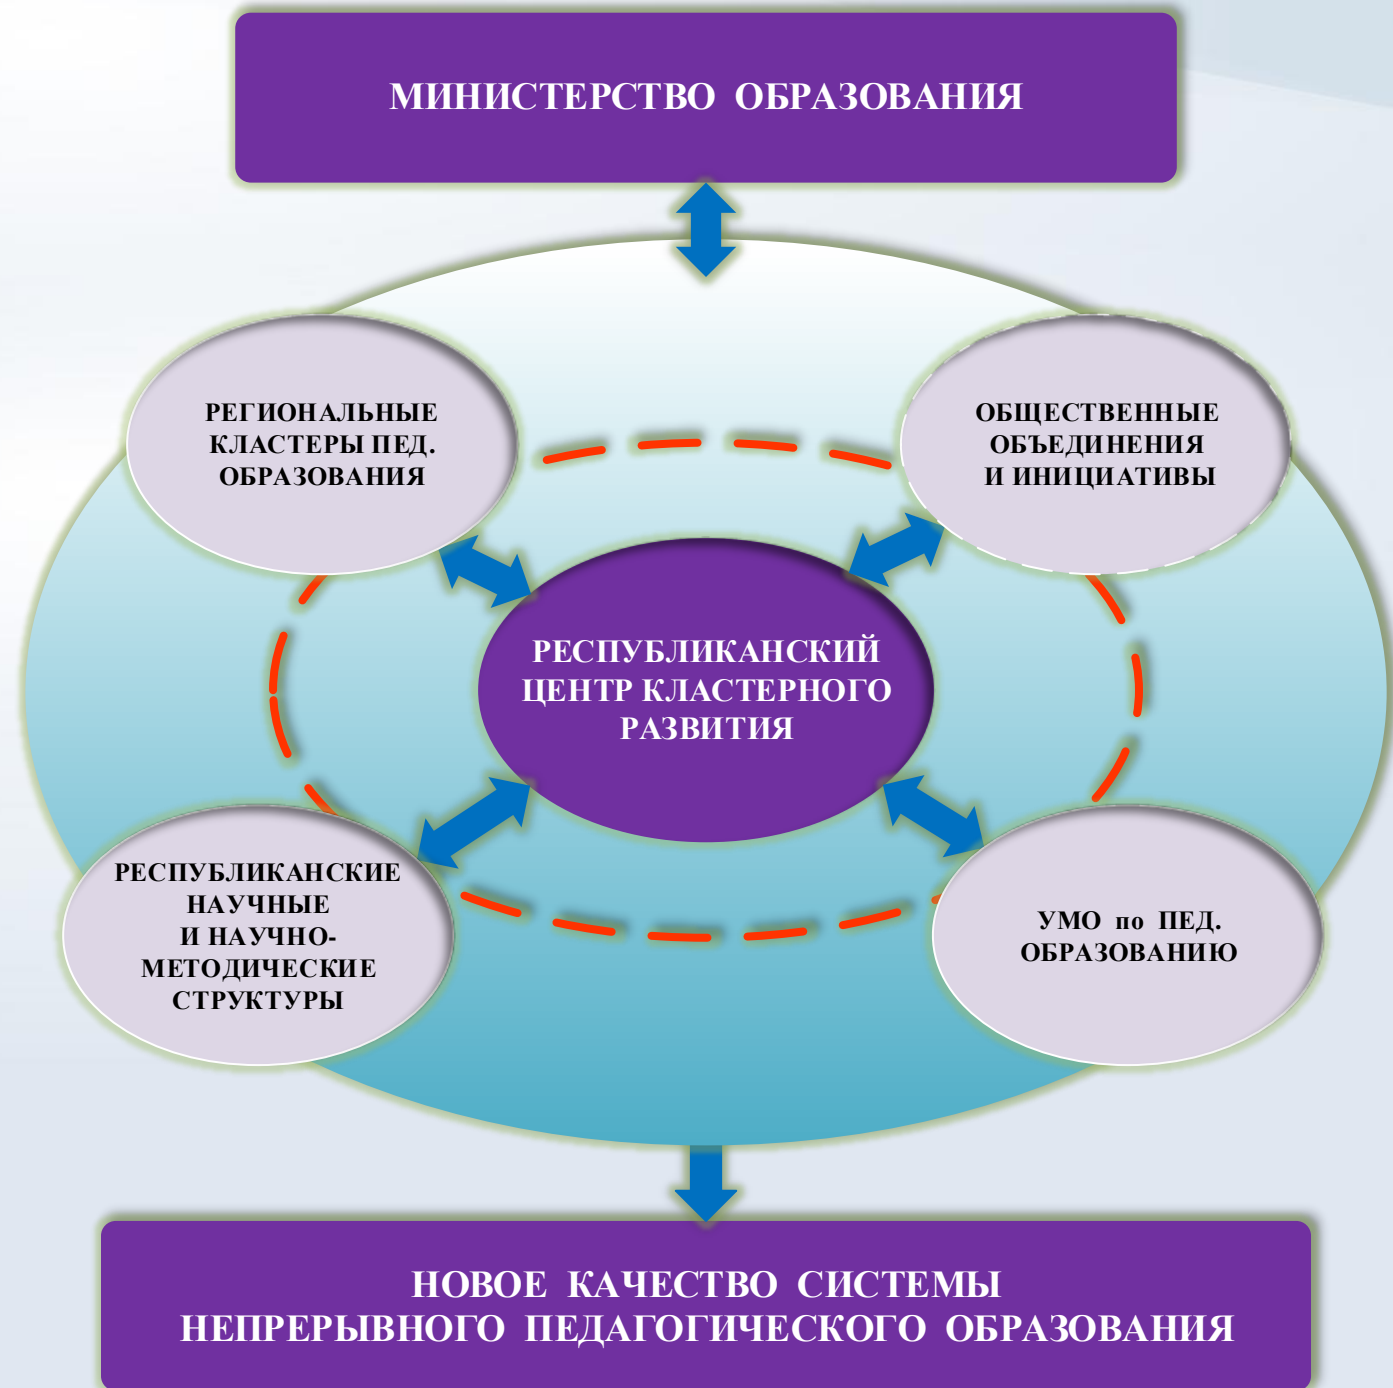 МИНИСТЕРСТВО ОБРАЗОВАНИЯ
РЕГИОНАЛЬНЫЕ
КЛАСТЕРЫ ПЕД.
ОБРАЗОВАНИЯ
ОБЩЕСТВЕННЫЕ
ОБЪЕДИНЕНИЯ
И ИНИЦИАТИВЫ
РЕСПУБЛИКАНСКИЙ
ЦЕНТР КЛАСТЕРНОГО
РАЗВИТИЯ
РЕСПУБЛИКАНСКИЕ
НАУЧНЫЕ
И НАУЧНО-
МЕТОДИЧЕСКИЕ
СТРУКТУРЫ
УМО по ПЕД.
ОБРАЗОВАНИЮ
НОВОЕ КАЧЕСТВО СИСТЕМЫ
НЕПРЕРЫВНОГО ПЕДАГОГИЧЕСКОГО ОБРАЗОВАНИЯ